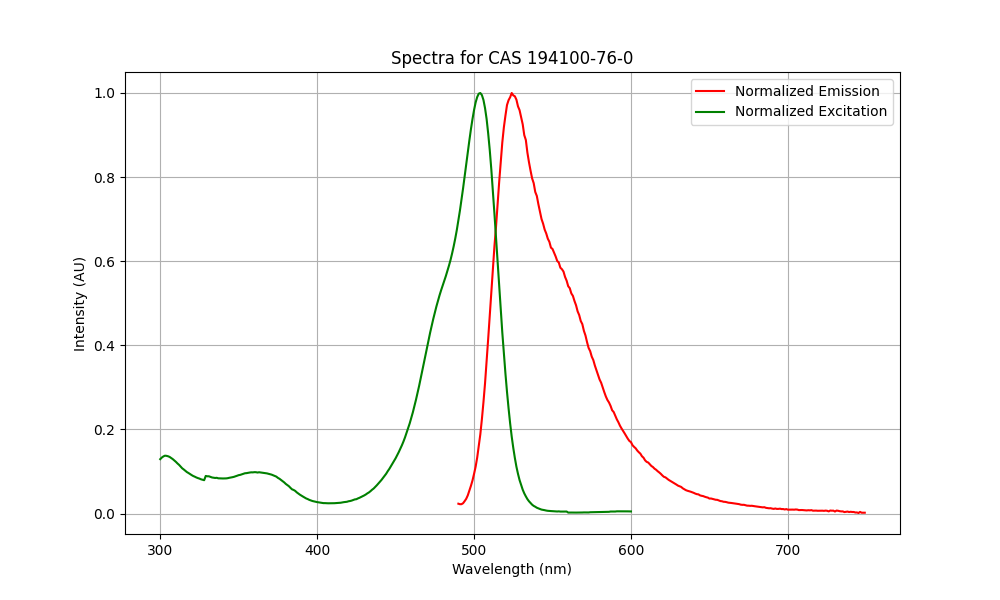 Spectra for CAS 194100-76-0
Normalized Emission
Normalized Excitation
1.0
0.8
0.6
0.4
0.2
0.0
Intensity (AU)
300 400 500 600 700
Wavelength (nm)